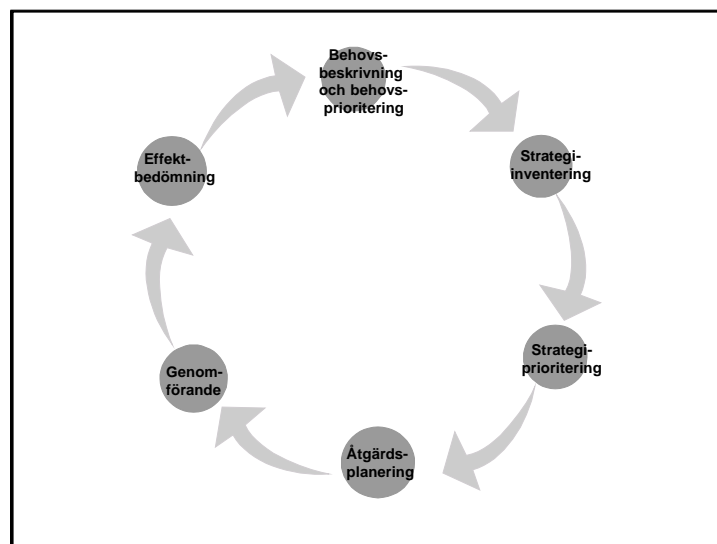 Behovs-
beskrivning
och behovs-
prioritering
Strategi-
inventering
Strategi-
prioritering
Åtgärds-
planering
Genom-
förande
Effekt-
bedömning